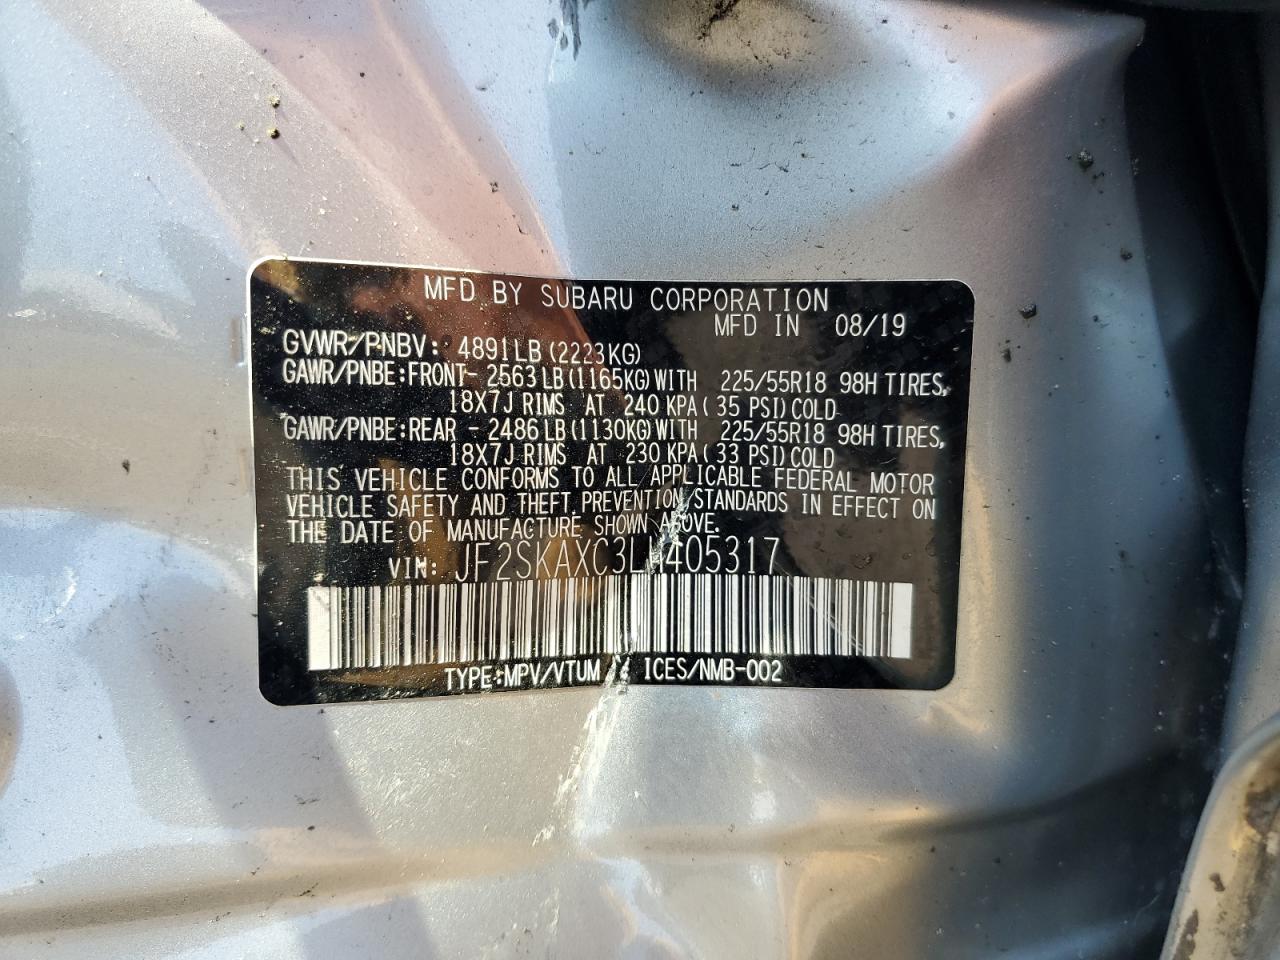 MFD BY SUBARU CORPORATION
MFD IN 08/19
GVWR/PNBV: 4891LB (2223KG)
GAWR/PNBE:FRONT- 2563LB(1165KG)WITH 225/55R18 98H TIRES,
18X7J RIMS AT 240 KPA( 35 PSI)COLD
GAWR/PNBE:REAR - 2486LB(1130KG)WITH 225/55R18 98H TIRES,
18X7J RIMS AT 230 KPA( 33 PSI)COLD
THIS VEHICLE CONFORMS TO ALL APPLICABLE FEDERAL MOTOR
VEHICLE SAFETY AND THEFT PREVENTION STANDARDS IN EFFECT ON
THE DATE OF MANUFACTURE SHOWN ABOVE.
VIN: JF2SKAXC3LH405317
TYPE:MPV/VTUM ICES/NMB-002